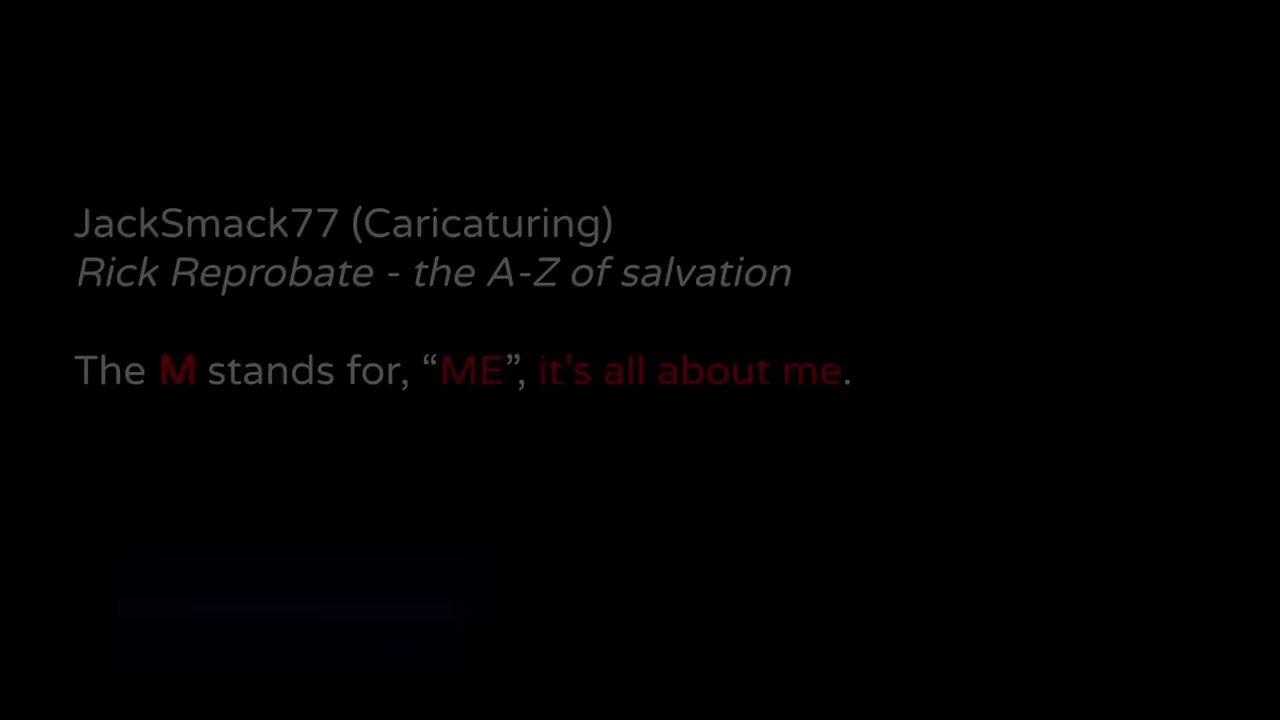 JackSmack77 (Caricaturing)
Rick Reprobate - the A-Z of salvation
The M stands for, “ME”, it's all about me.